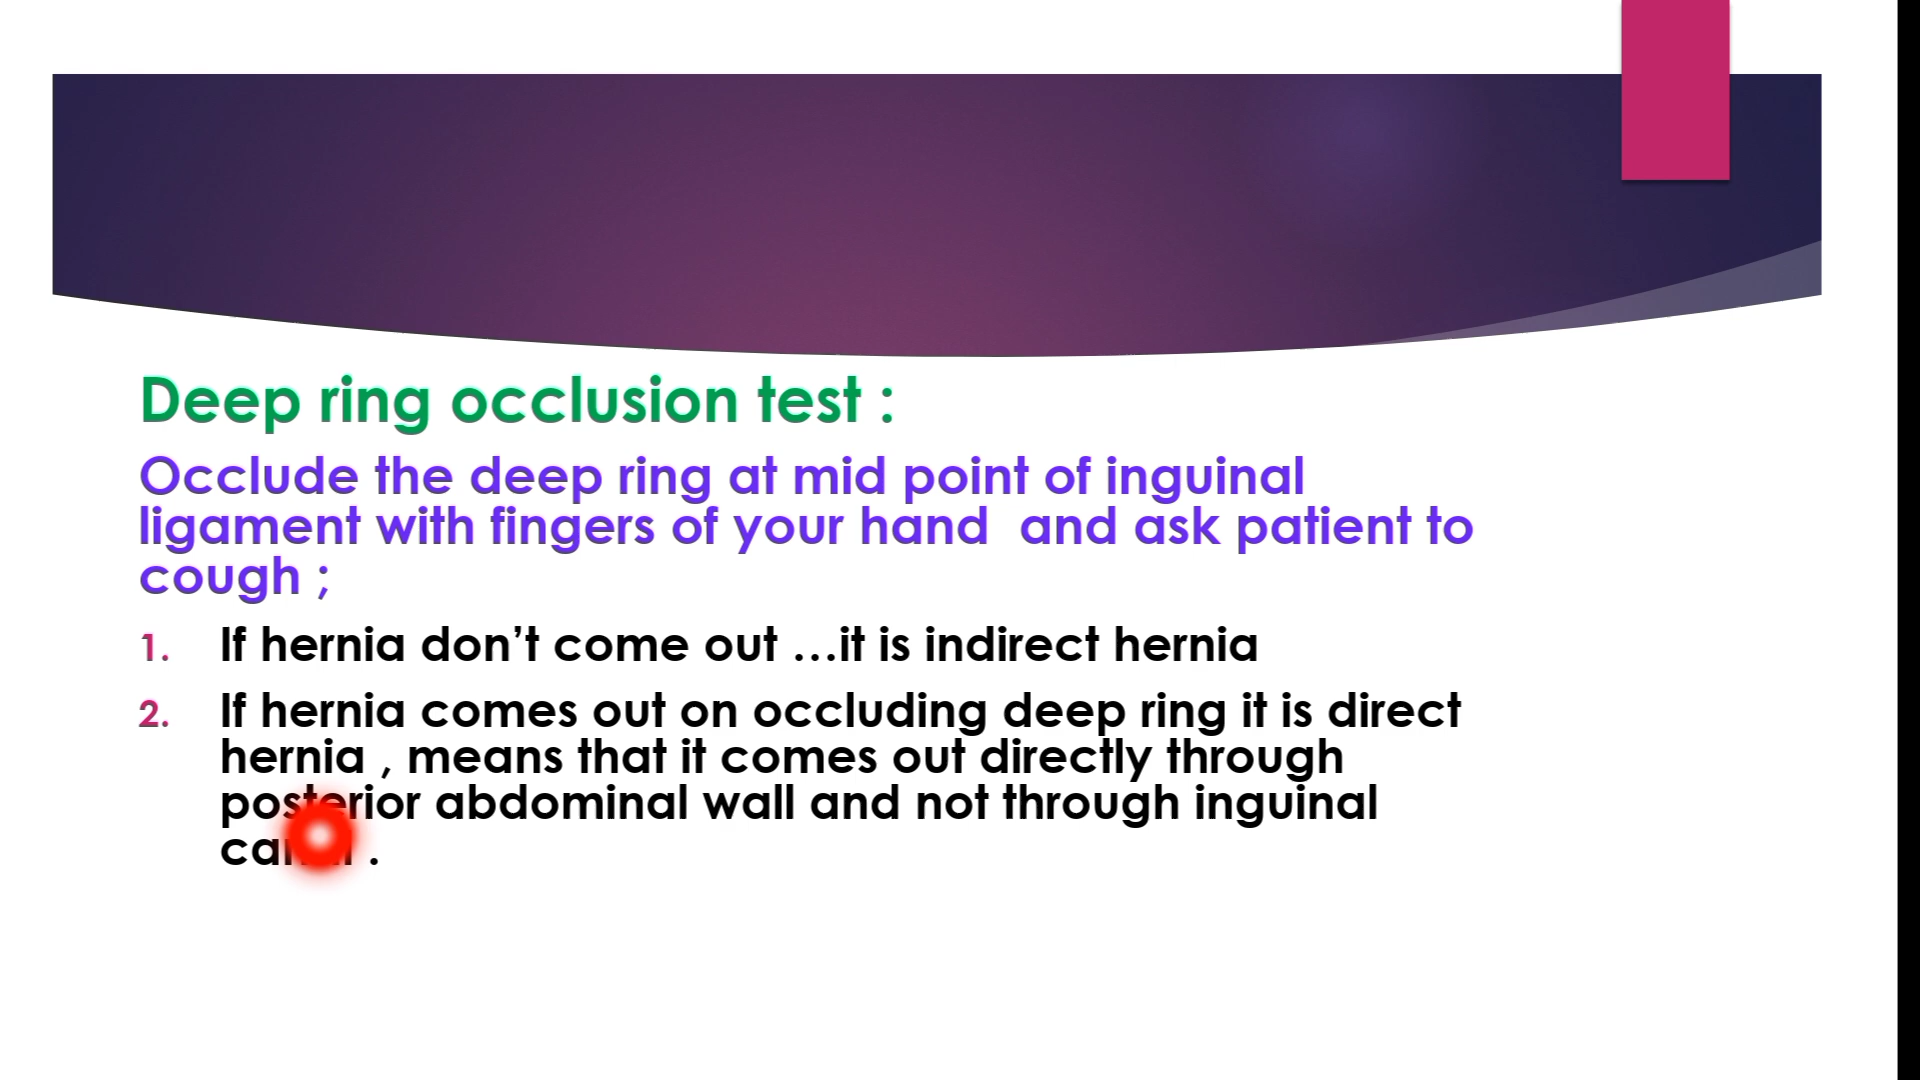 Deep ring occlusion test :
Occlude the deep ring at mid point of inguinal
ligament with fingers of your hand  and ask patient to
cough ;
1. If hernia don’t come out …it is indirect hernia
2. If hernia comes out on occluding deep ring it is direct
hernia , means that it comes out directly through
posterior abdominal wall and not through inguinal
canal .